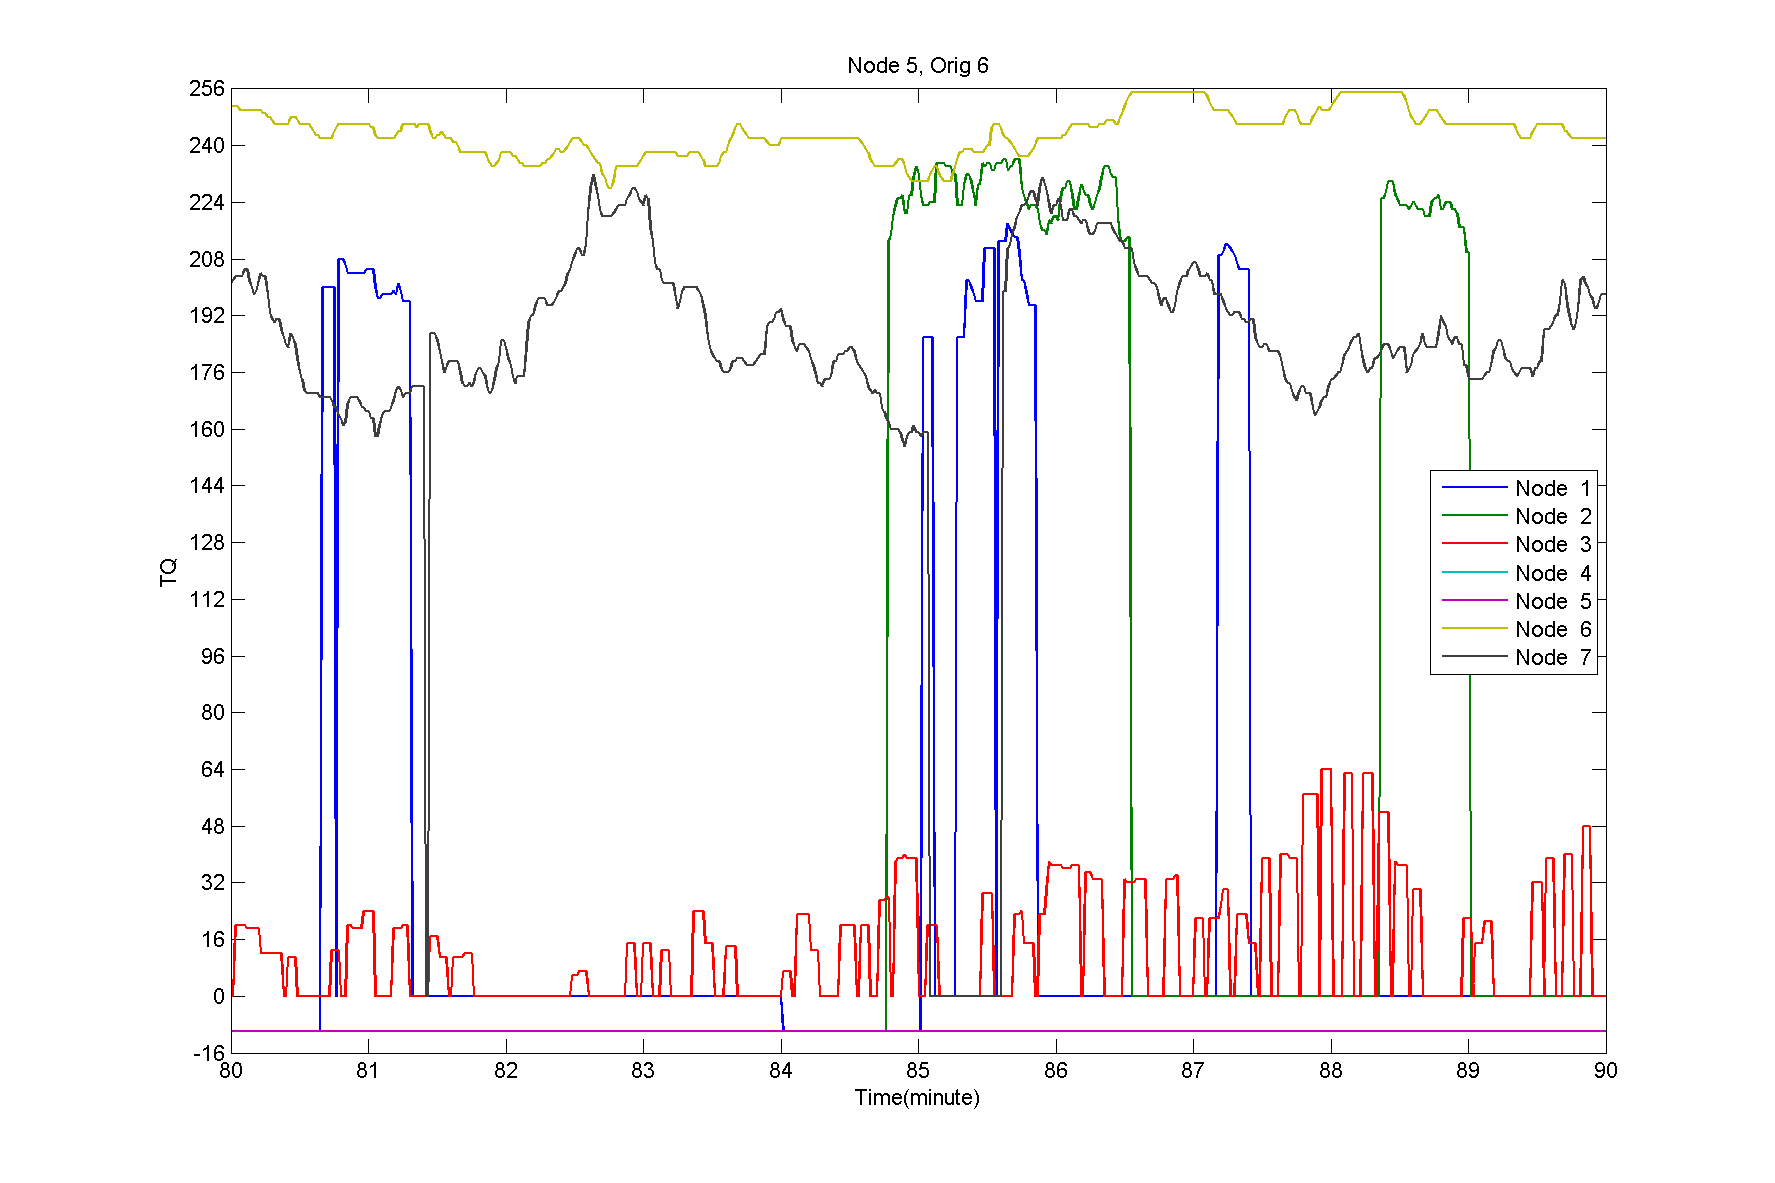 Node 5, Orig 6
256
240
224
208
192
176
160
144
128
112
96
80
64
48
32
16
0
-16
TQ
Node 1
Node 2
Node 3
Node 4
Node 5
Node 6
Node 7
80 81 82 83 84 85 86 87 88 89 90
Time(minute)